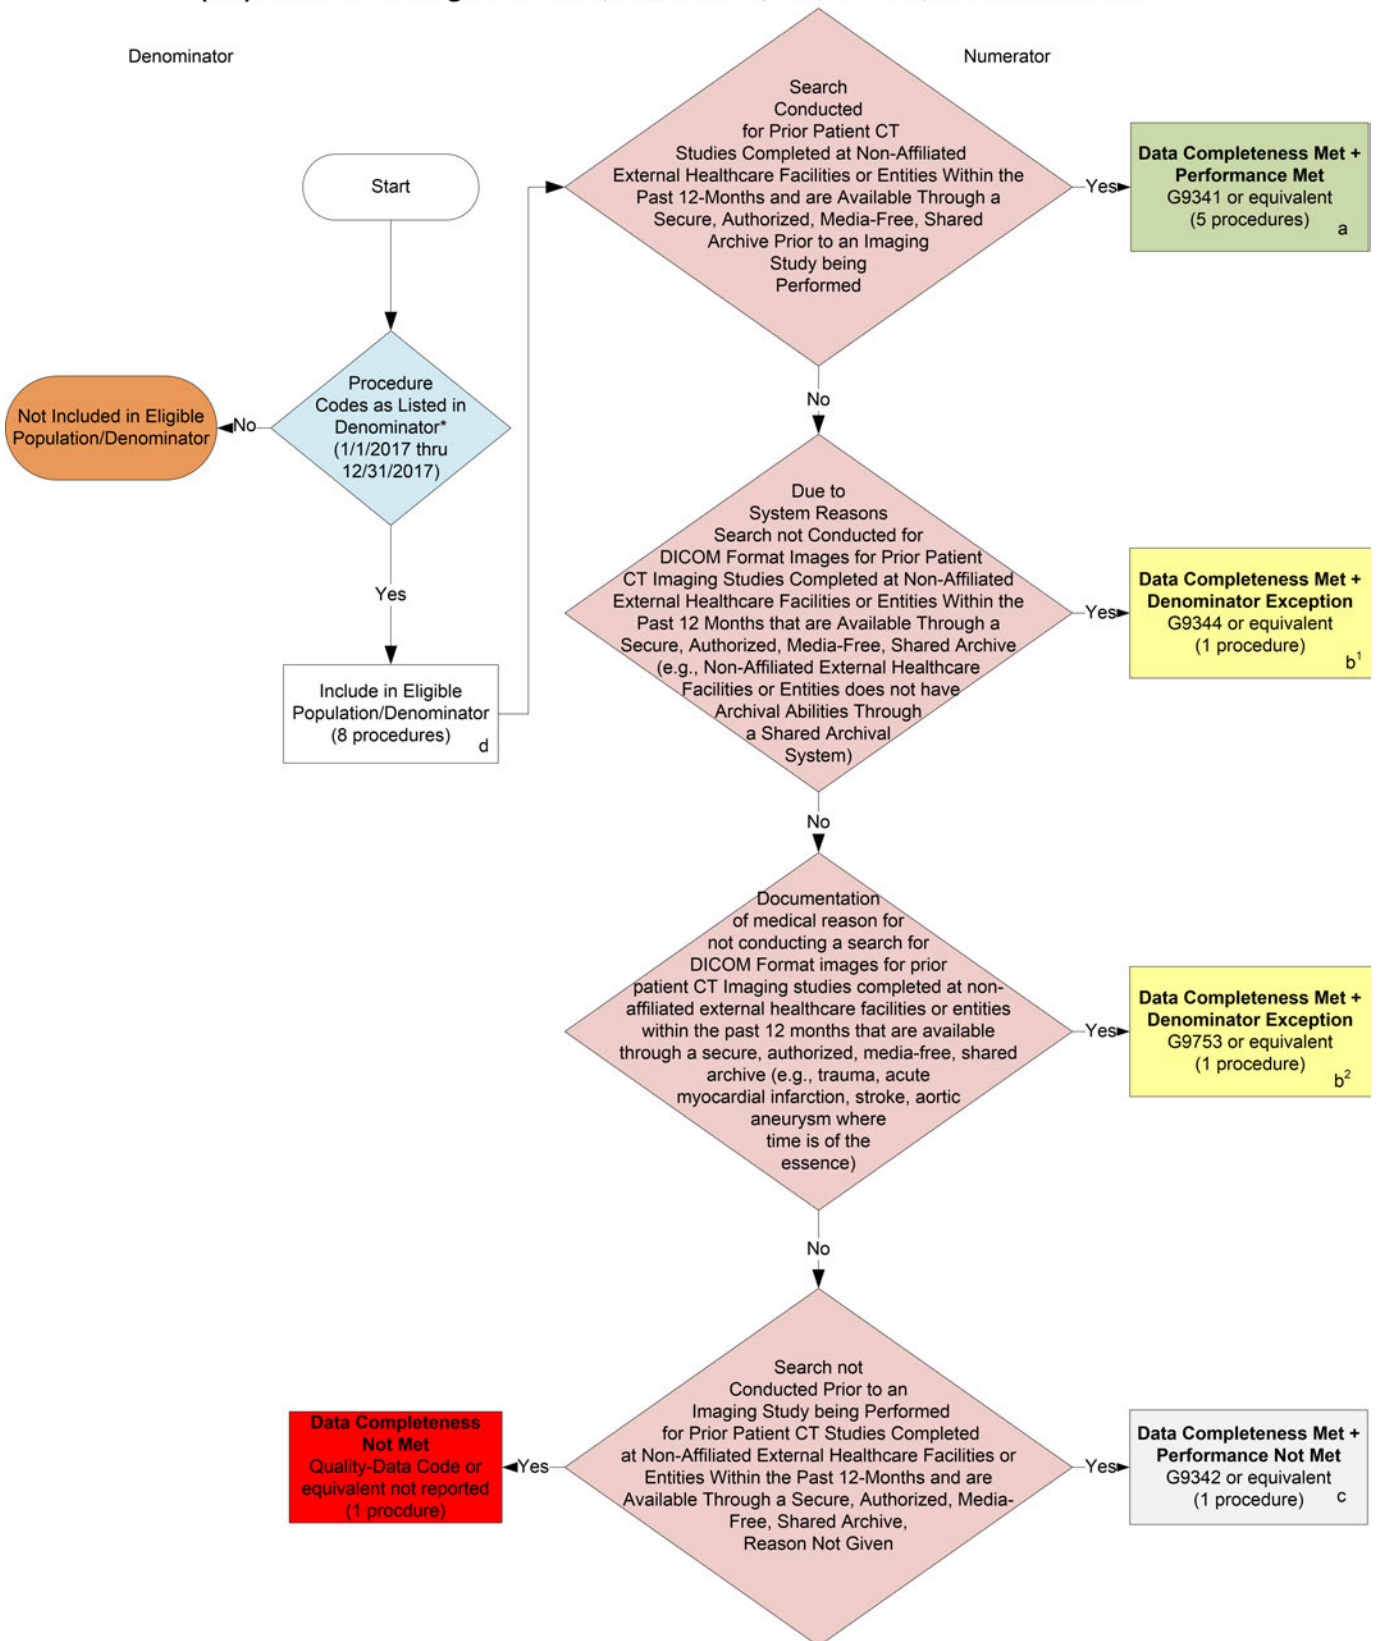 Denominator
Numerator
Start
Procedure
Codes as Listed in
Denominator*
(1/1/2017 thru
12/31/2017)
No
Not Included in Eligible
Population/Denominator
Yes
Include in Eligible
Population/Denominator
(8 procedures)
d
Search
Conducted
for Prior Patient CT
Studies Completed at Non-Affiliated
External Healthcare Facilities or Entities Within the
Past 12-Months and are Available Through a
Secure, Authorized, Media-Free, Shared
Archive Prior to an Imaging
Study being
Performed
Yes
Data Completeness Met +
Performance Met
G9341 or equivalent
(5 procedures)
a
No
Due to
System Reasons
Search not Conducted for
DICOM Format Images for Prior Patient
CT Imaging Studies Completed at Non-Affiliated
External Healthcare Facilities or Entities Within the
Past 12 Months that are Available Through a
Secure, Authorized, Media-Free, Shared Archive
(e.g., Non-Affiliated External Healthcare
Facilities or Entities does not have
Archival Abilities Through
a Shared Archival
System)
Yes
Data Completeness Met +
Denominator Exception
G9344 or equivalent
(1 procedure)
b¹
No
Documentation
of medical reason for
not conducting a search for
DICOM Format images for prior
patient CT Imaging studies completed at non-
affiliated external healthcare facilities or entities
within the past 12 months that are available
through a secure, authorized, media-free, shared
archive (e.g., trauma, acute
myocardial infarction, stroke, aortic
aneurysm where
time is of the
essence)
Yes
Data Completeness Met +
Denominator Exception
G9753 or equivalent
(1 procedure)
b²
No
Search not
Conducted Prior to an
Imaging Study being Performed
for Prior Patient CT Studies Completed
at Non-Affiliated External Healthcare Facilities or
Entities Within the Past 12-Months and are
Available Through a Secure, Authorized, Media-
Free, Shared Archive,
Reason Not Given
Yes
Data Completeness Met +
Performance Not Met
G9342 or equivalent
(1 procedure)
c
Yes
Data Completeness
Not Met
Quality-Data Code or
equivalent not reported
(1 procdure)